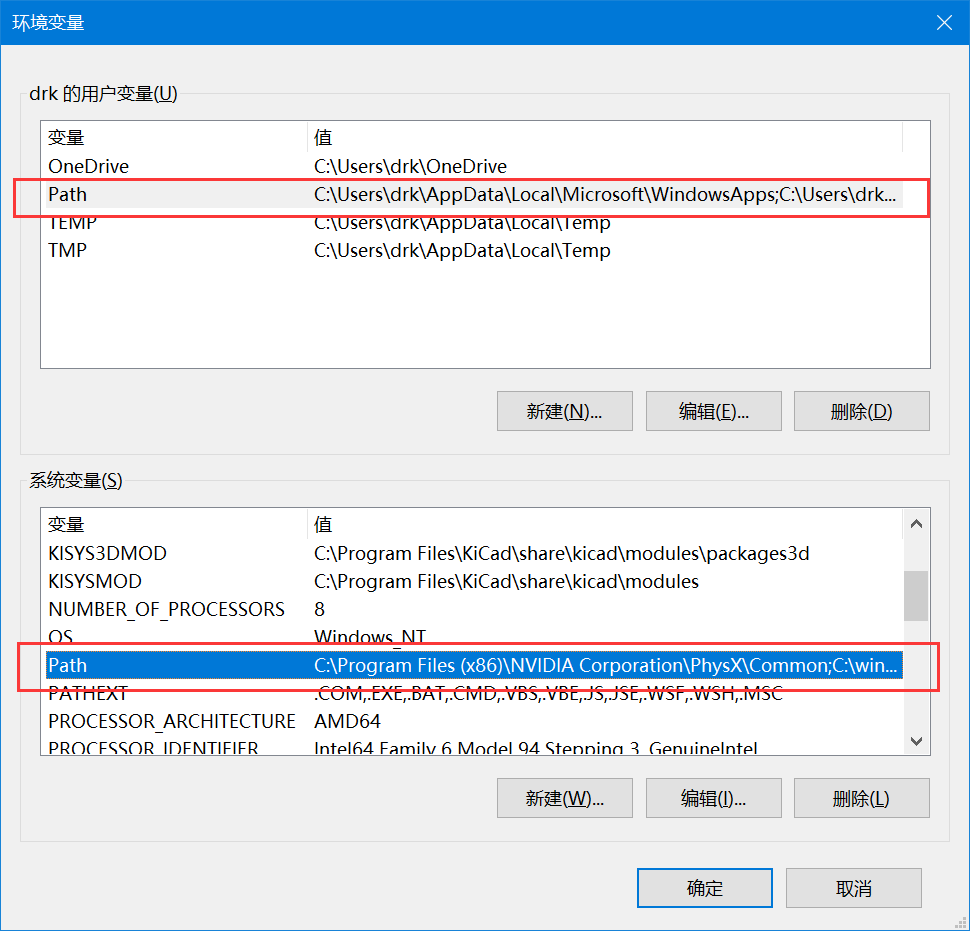 环境变量
drk 的用户变量(U)
变量 值
OneDrive C:\Users\drk\OneDrive
Path C:\Users\drk\AppData\Local\Microsoft\WindowsApps;C:\Users\drk...
TEMP C:\Users\drk\AppData\Local\Temp
TMP C:\Users\drk\AppData\Local\Temp
新建(N)... 编辑(E)... 删除(D)
系统变量(S)
变量 值
KISYS3DMOD C:\Program Files\KiCad\share\kicad\modules\packages3d
KISYSMOD C:\Program Files\KiCad\share\kicad\modules
NUMBER_OF_PROCESSORS 8
OS Windows_NT
Path C:\Program Files (x86)\NVIDIA Corporation\PhysX\Common;C:\win...
PATHEXT .COM;.EXE;.BAT;.CMD;.VBS;.VBE;.JS;.JSE;.WSF;.WSH;.MSC
PROCESSOR_ARCHITECTURE AMD64
PROCESSOR_IDENTIFIER Intel64 Family 6 Model 94 Stepping 3, GenuineIntel
新建(W)... 编辑(I)... 删除(L)
确定 取消